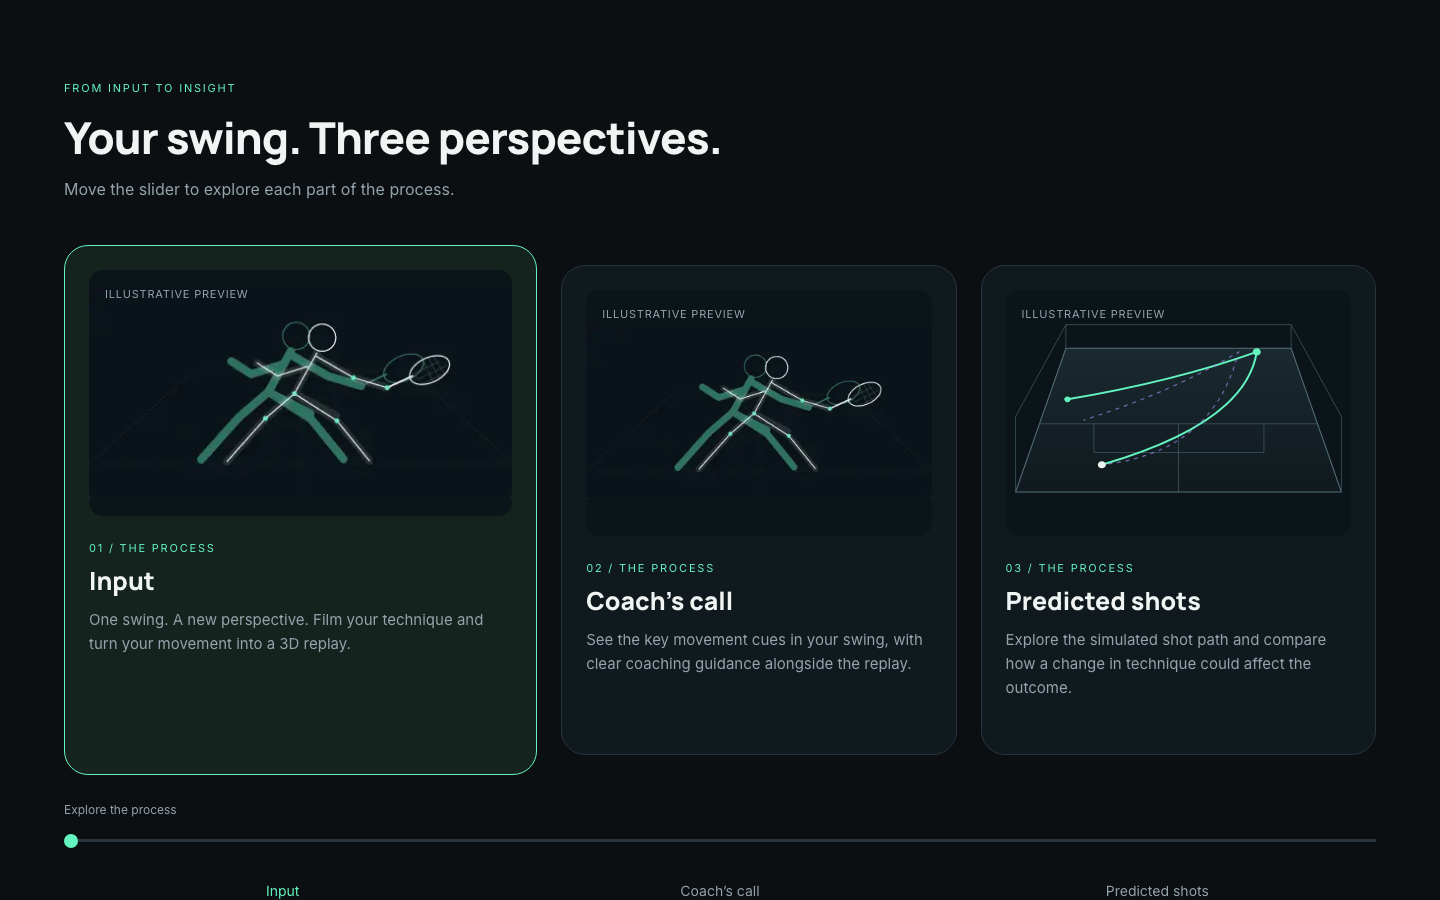 FROM INPUT TO INSIGHT
Your swing. Three perspectives.
Move the slider to explore each part of the process.
ILLUSTRATIVE PREVIEW
01 / THE PROCESS
Input
One swing. A new perspective. Film your technique and
turn your movement into a 3D replay.
ILLUSTRATIVE PREVIEW
02 / THE PROCESS
Coach’s call
See the key movement cues in your swing, with
clear coaching guidance alongside the replay.
ILLUSTRATIVE PREVIEW
03 / THE PROCESS
Predicted shots
Explore the simulated shot path and compare
how a change in technique could affect the
outcome.
Explore the process
Input
Coach’s call
Predicted shots